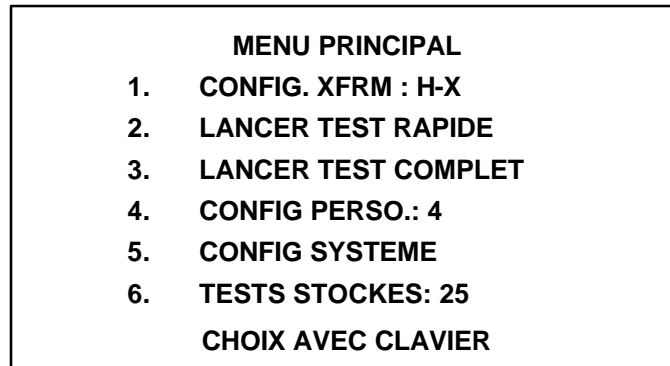 MENU PRINCIPAL
1. CONFIG. XFRM : H-X
2. LANCER TEST RAPIDE
3. LANCER TEST COMPLET
4. CONFIG PERSO.: 4
5. CONFIG SYSTEME
6. TESTS STOCKES: 25
CHOIX AVEC CLAVIER